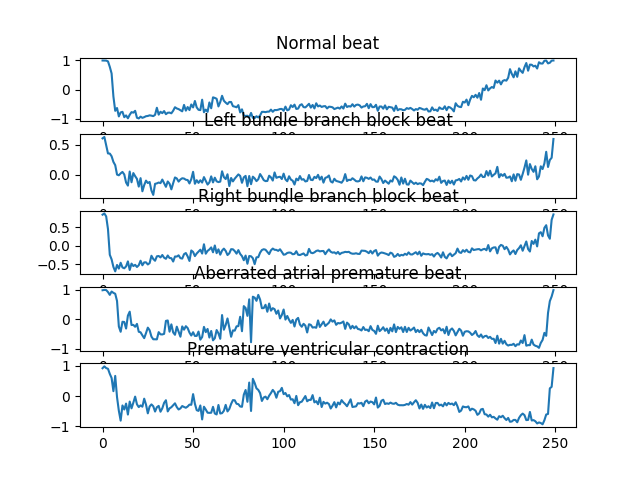 Normal beat
1
0
−1
Left bundle branch block beat
0.5
0.0
Right bundle branch block beat
0.5
0.0
−0.5
Aberrated atrial premature beat
1
0
−1
Premature ventricular contraction
1
0
−1
0 50 100 150 200 250